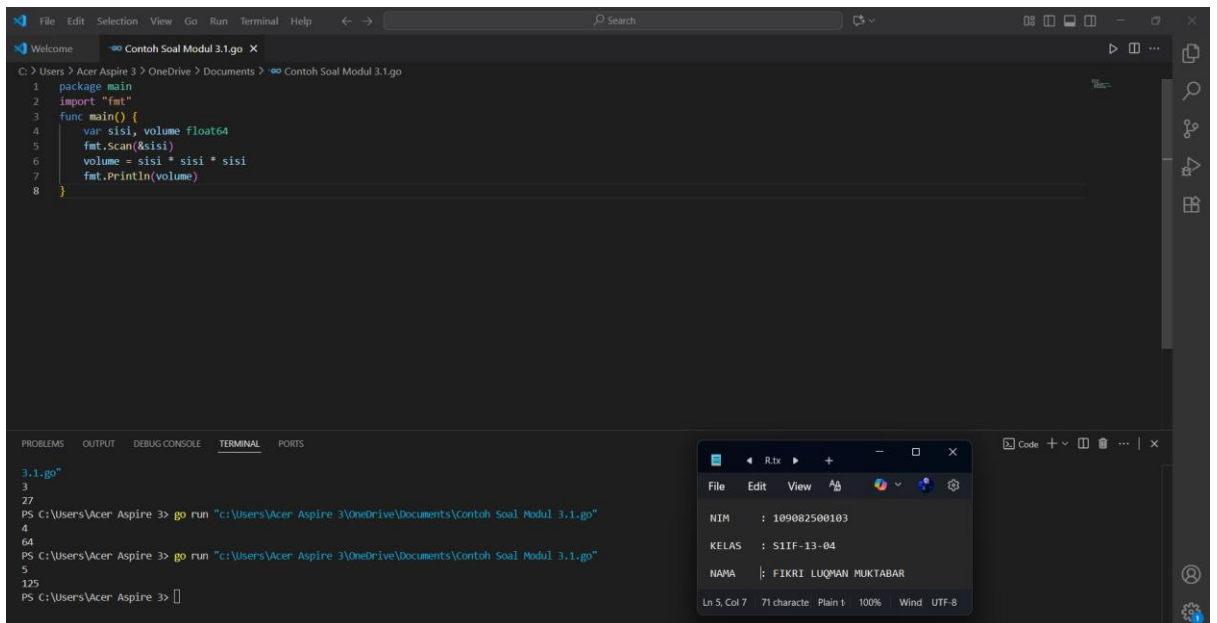 File Edit Selection View Go Run Terminal Help
Search
Welcome
Contoh Soal Modul 3.1.go
C: > Users > Acer Aspire 3 > OneDrive > Documents > Contoh Soal Modul 3.1.go
1 package main
2 import "fmt"
3 func main() {
4 var sisi, volume float64
5 fmt.Scan(&sisi)
6 volume = sisi * sisi * sisi
7 fmt.Println(volume)
8 }
PROBLEMS OUTPUT DEBUG CONSOLE TERMINAL PORTS
Code
3.1.go"
3
27
PS C:\Users\Acer Aspire 3> go run "c:\Users\Acer Aspire 3\OneDrive\Documents\Contoh Soal Modul 3.1.go"
4
64
PS C:\Users\Acer Aspire 3> go run "c:\Users\Acer Aspire 3\OneDrive\Documents\Contoh Soal Modul 3.1.go"
5
125
PS C:\Users\Acer Aspire 3>
R.tx
File Edit View
NIM : 109082500103
KELAS : S1IF-13-04
NAMA : FIKRI LUQMAN MUKTABAR
Ln 5, Col 7 71 characte Plain t 100% Wind UTF-8
1